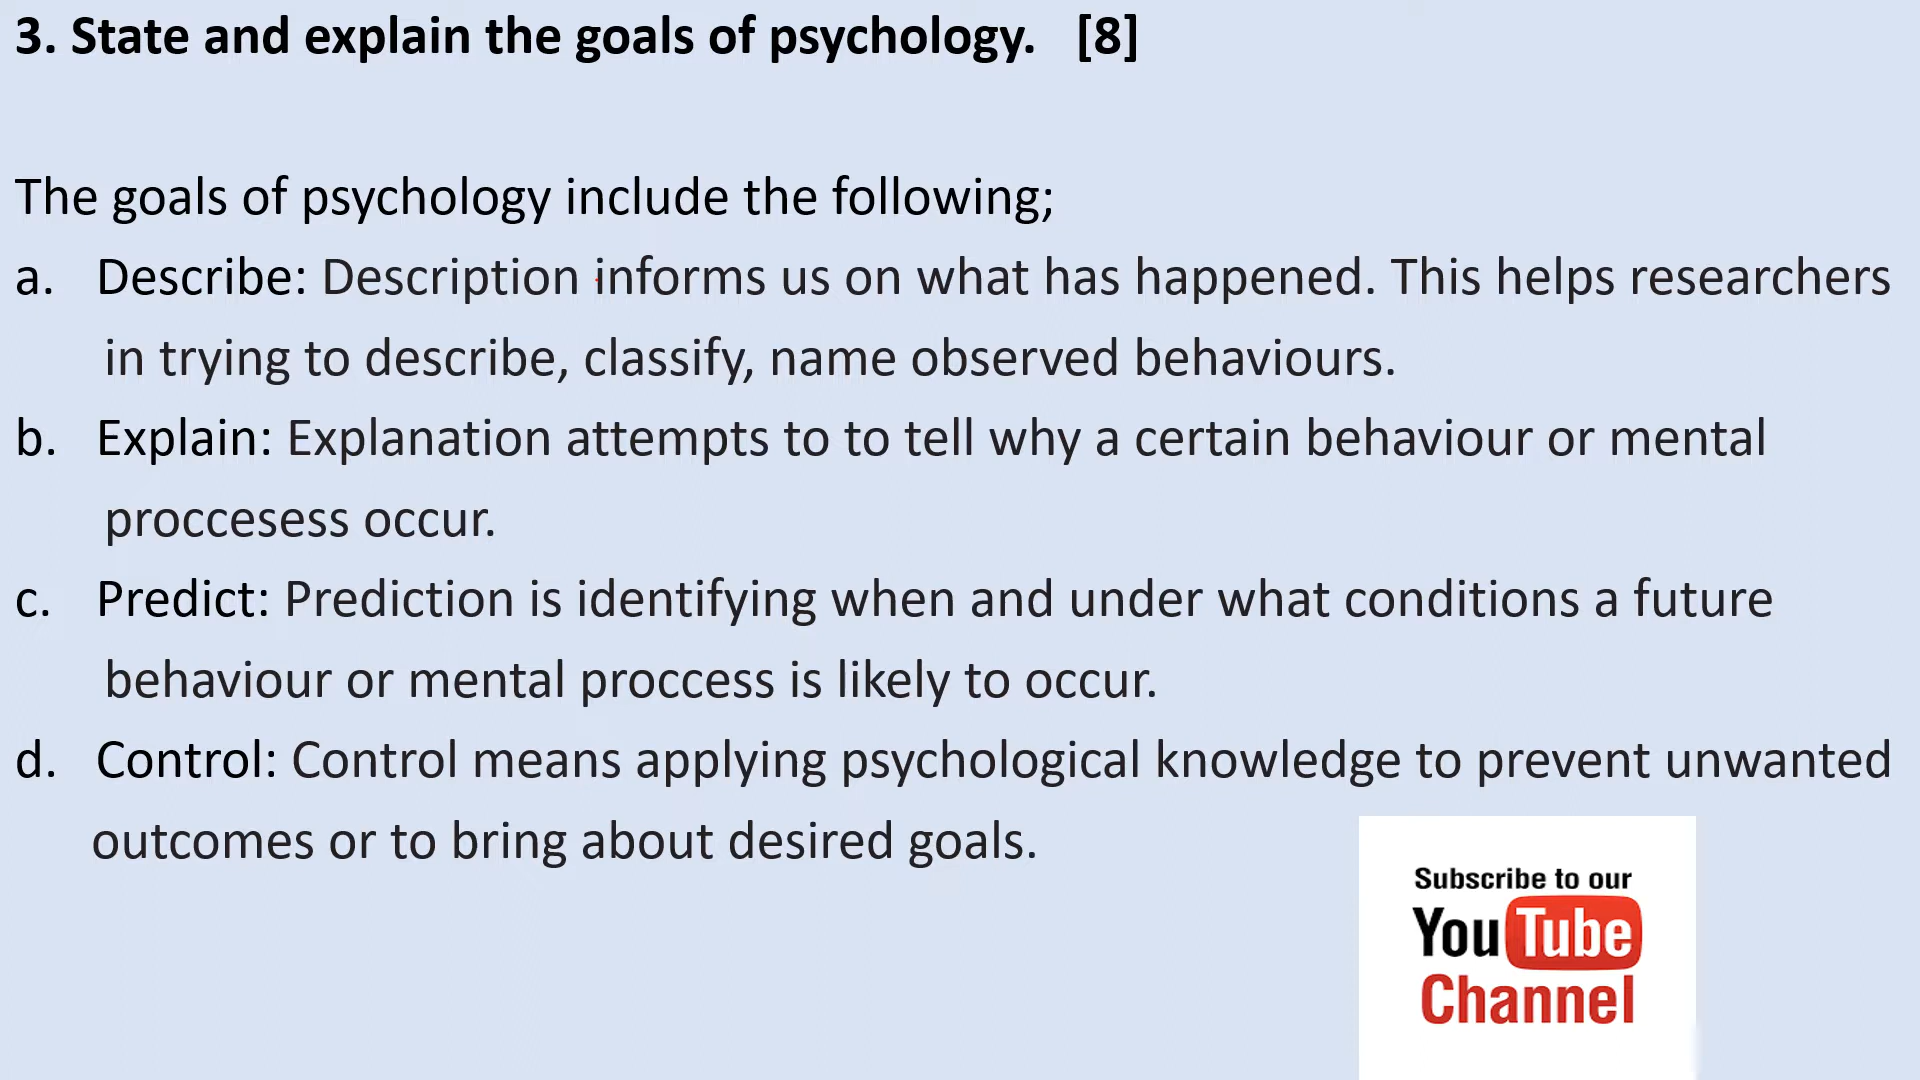 3. State and explain the goals of psychology. [8]
The goals of psychology include the following;
a. Describe: Description informs us on what has happened. This helps researchers
in trying to describe, classify, name observed behaviours.
b. Explain: Explanation attempts to to tell why a certain behaviour or mental
proccesess occur.
c. Predict: Prediction is identifying when and under what conditions a future
behaviour or mental proccess is likely to occur.
d. Control: Control means applying psychological knowledge to prevent unwanted
outcomes or to bring about desired goals.
Subscribe to our
YouTube
Channel